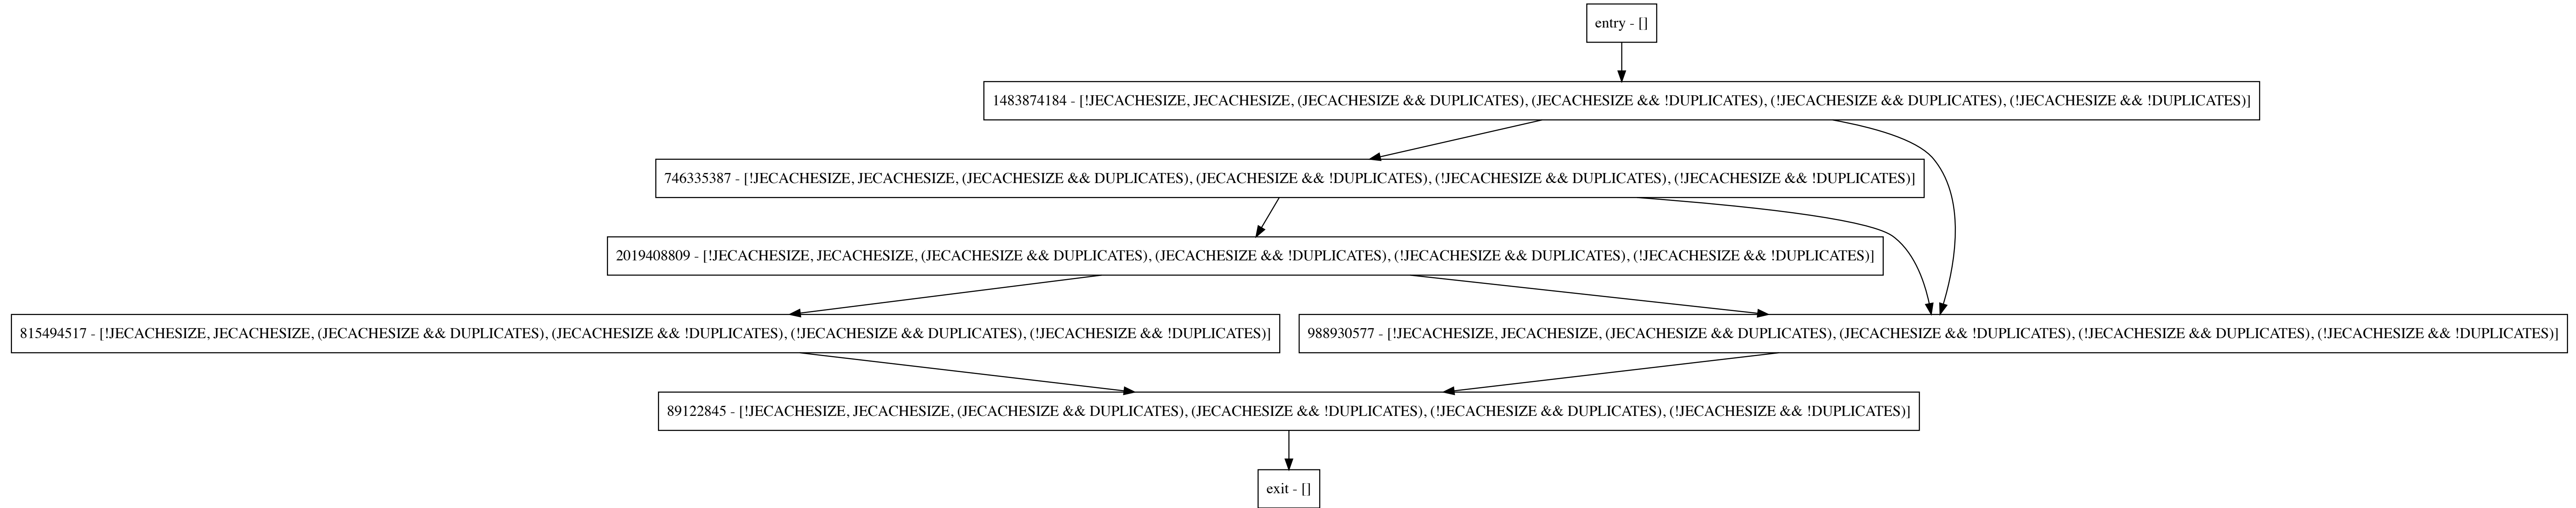 entry - []
1483874184 - [!JECACHESIZE, JECACHESIZE, (JECACHESIZE && DUPLICATES), (JECACHESIZE && !DUPLICATES), (!JECACHESIZE && DUPLICATES), (!JECACHESIZE && !DUPLICATES)]
746335387 - [!JECACHESIZE, JECACHESIZE, (JECACHESIZE && DUPLICATES), (JECACHESIZE && !DUPLICATES), (!JECACHESIZE && DUPLICATES), (!JECACHESIZE && !DUPLICATES)]
2019408809 - [!JECACHESIZE, JECACHESIZE, (JECACHESIZE && DUPLICATES), (JECACHESIZE && !DUPLICATES), (!JECACHESIZE && DUPLICATES), (!JECACHESIZE && !DUPLICATES)]
815494517 - [!JECACHESIZE, JECACHESIZE, (JECACHESIZE && DUPLICATES), (JECACHESIZE && !DUPLICATES), (!JECACHESIZE && DUPLICATES), (!JECACHESIZE && !DUPLICATES)]
988930577 - [!JECACHESIZE, JECACHESIZE, (JECACHESIZE && DUPLICATES), (JECACHESIZE && !DUPLICATES), (!JECACHESIZE && DUPLICATES), (!JECACHESIZE && !DUPLICATES)]
89122845 - [!JECACHESIZE, JECACHESIZE, (JECACHESIZE && DUPLICATES), (JECACHESIZE && !DUPLICATES), (!JECACHESIZE && DUPLICATES), (!JECACHESIZE && !DUPLICATES)]
exit - []